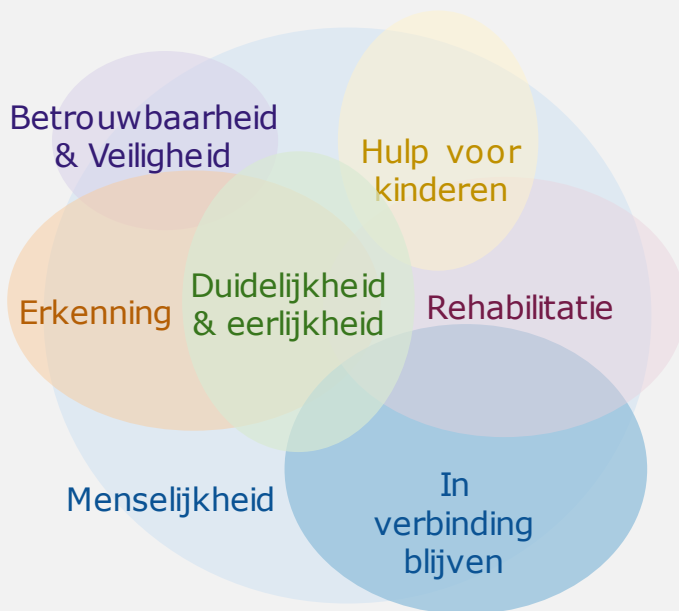 Betrouwbaarheid
& Veiligheid
Hulp voor
kinderen
Erkenning
Duidelijkheid
& eerlijkheid
Rehabilitatie
Menselijkheid
In
verbinding
blijven